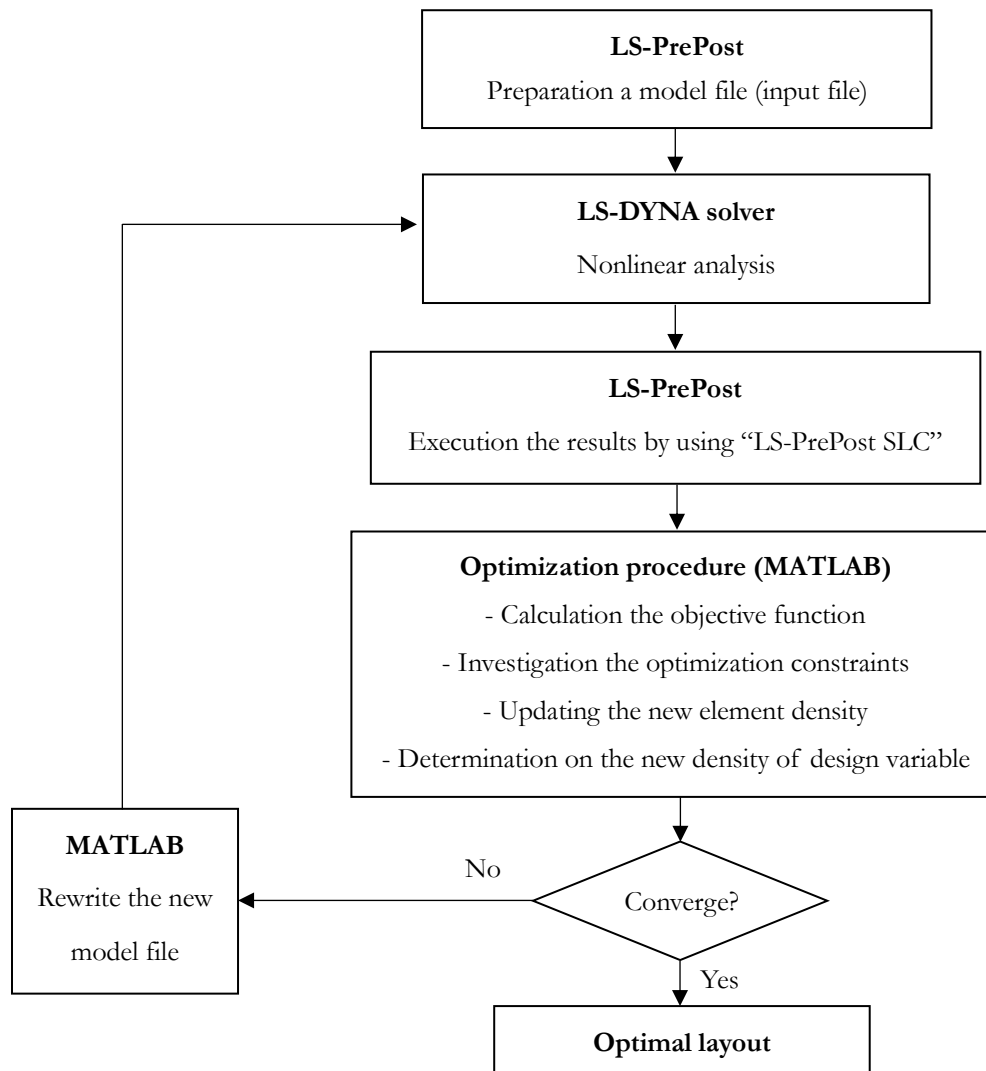 LS-PrePost
Preparation a model file (input file)
LS-DYNA solver
Nonlinear analysis
LS-PrePost
Execution the results by using “LS-PrePost SLC”
Optimization procedure (MATLAB)
- Calculation the objective function
- Investigation the optimization constraints
- Updating the new element density
- Determination on the new density of design variable
MATLAB
Rewrite the new
model file
No
Converge?
Yes
Optimal layout